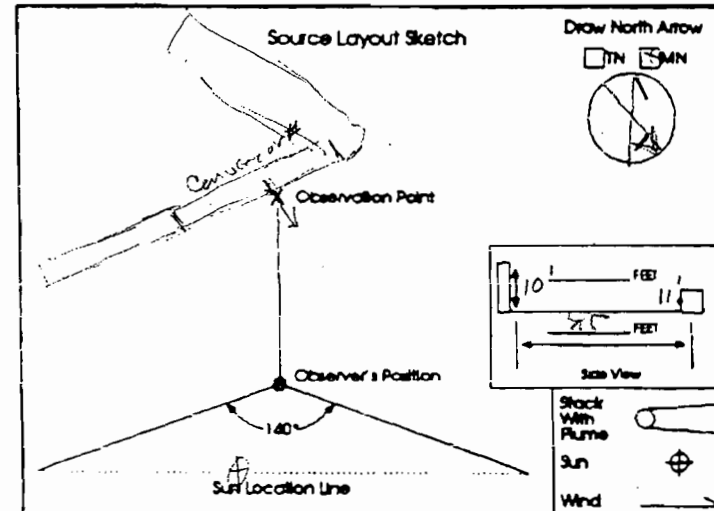 Source Layout Sketch
Draw North Arrow
TN MN
Observation Point
10' FEET
11'
FEET
Side View
Observer's Position
140°
Sun Location Line
Stack
With
Plume
Sun
Wind